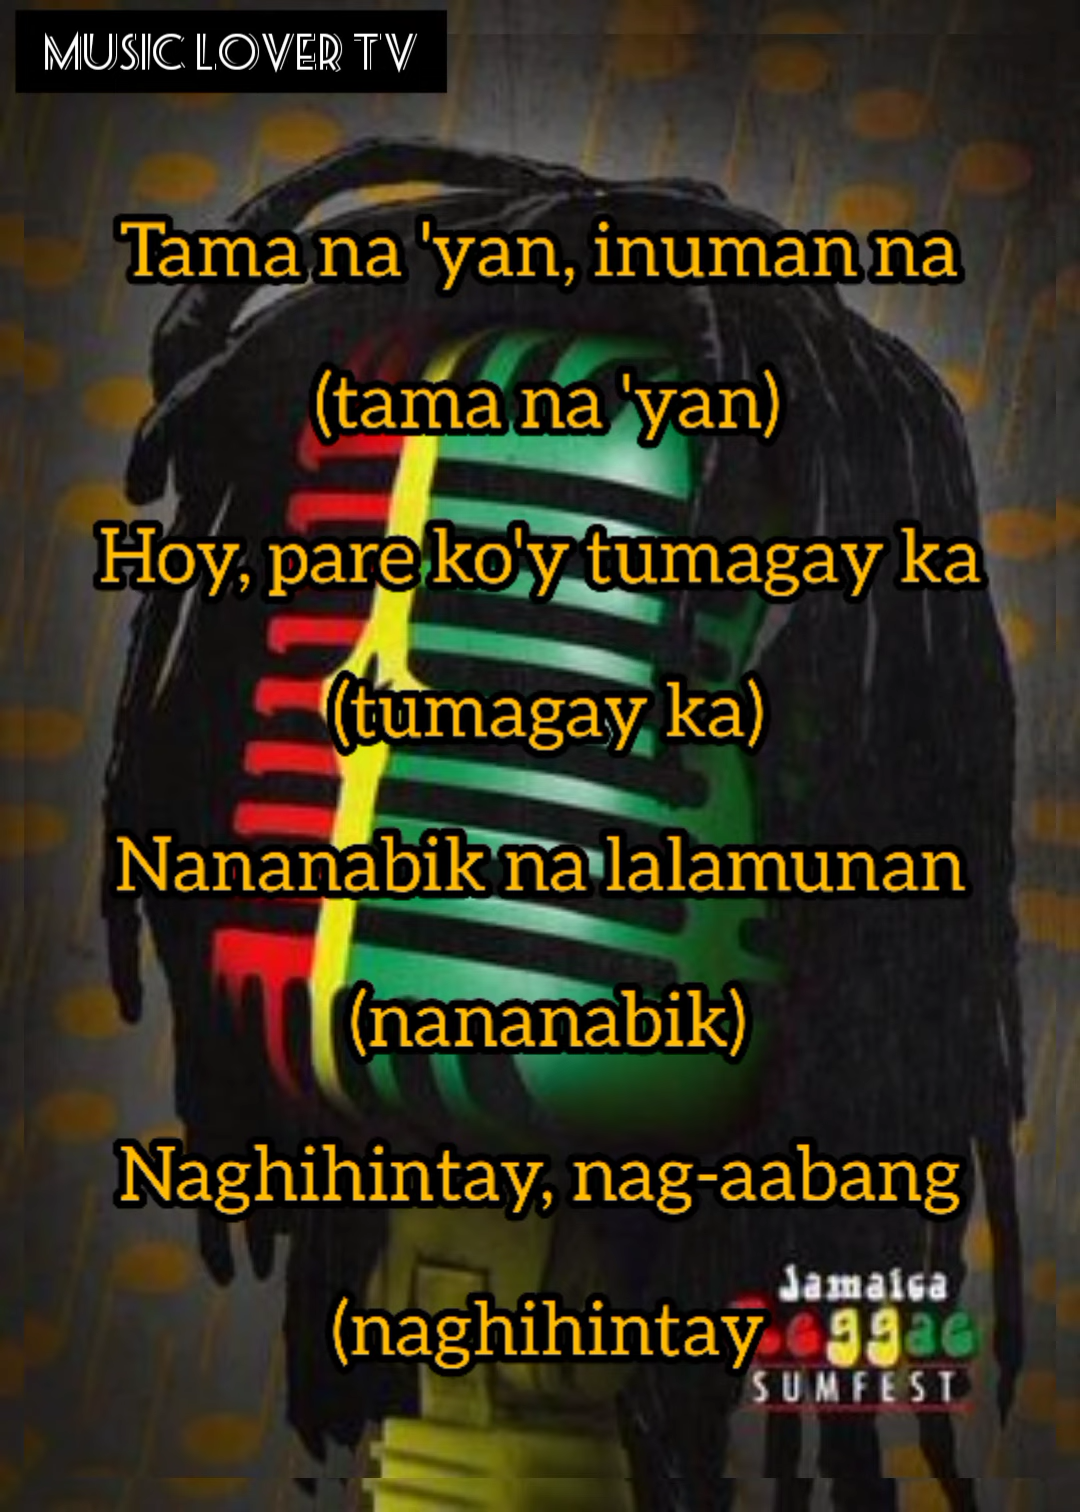 MUSIC LOVER TV
Tama na 'yan, inuman na
(tama na 'yan)
Hoy, pare ko'y tumagay ka
(tumagay ka)
Nananabik na lalamunan
(nananabik)
Naghihintay, nag-aabang
(naghihintay
Jamaica
Reggae
SUMFEST